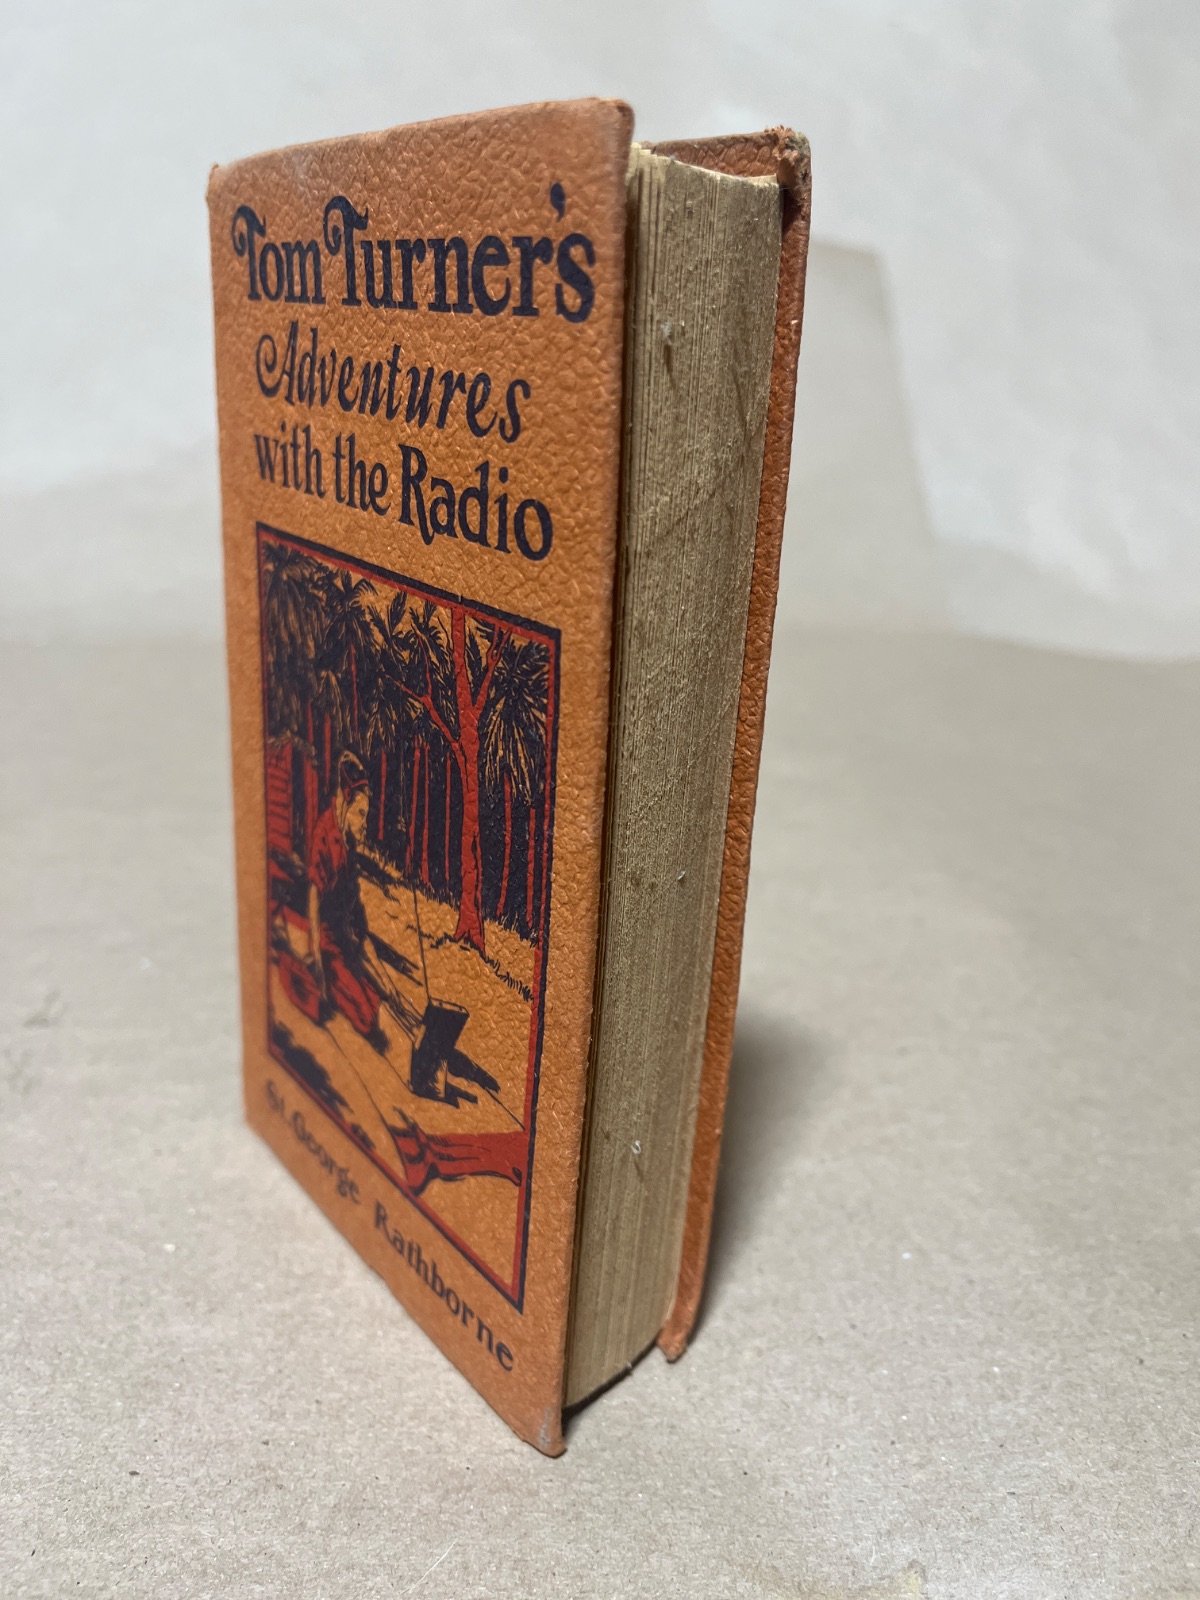 Tom Turner's
Adventures
with the Radio
St. George Rathborne